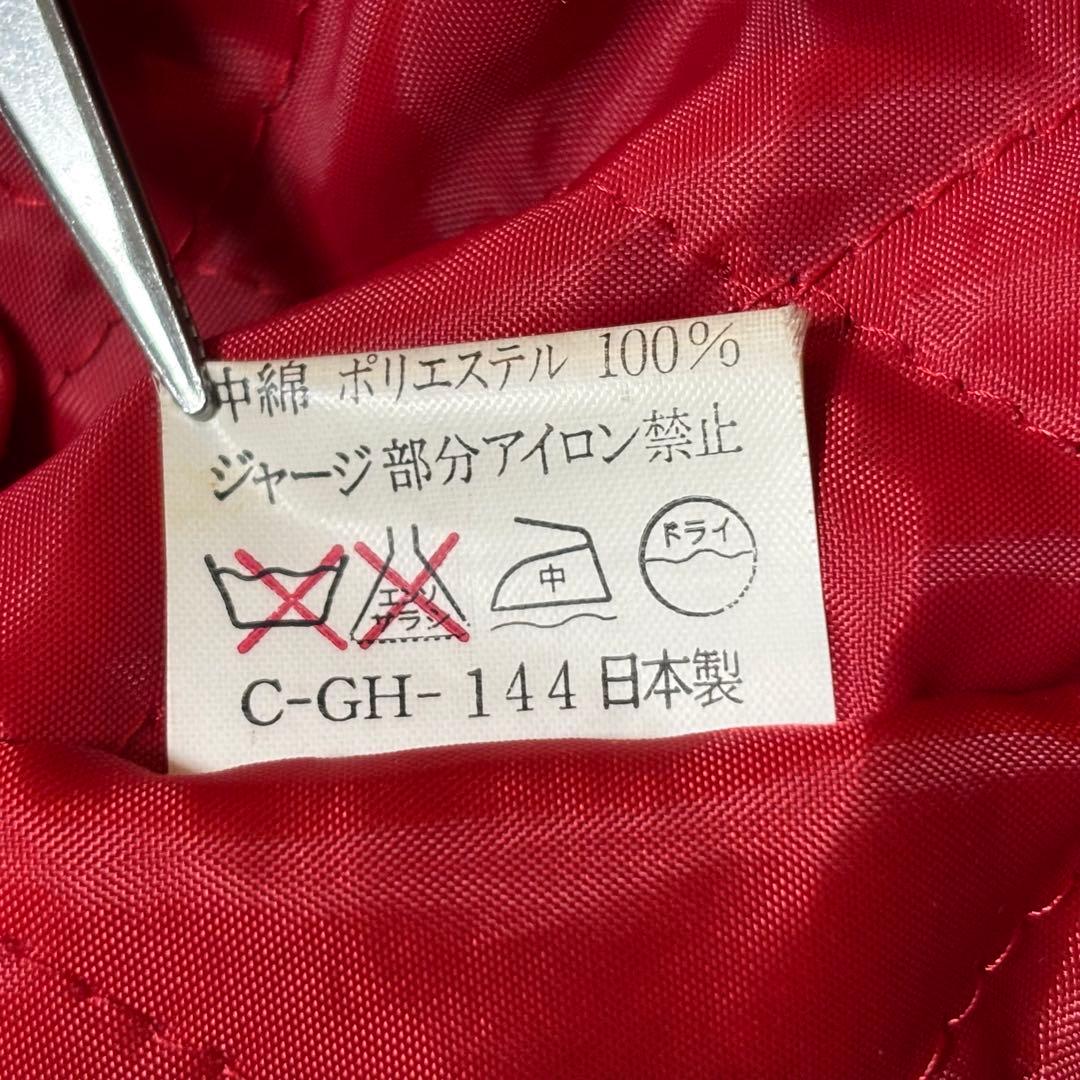 中綿 ポリエステル 100%
ジャージ部分アイロン禁止
エンソ
サラシ
中
ドライ
C-GH-144 日本製